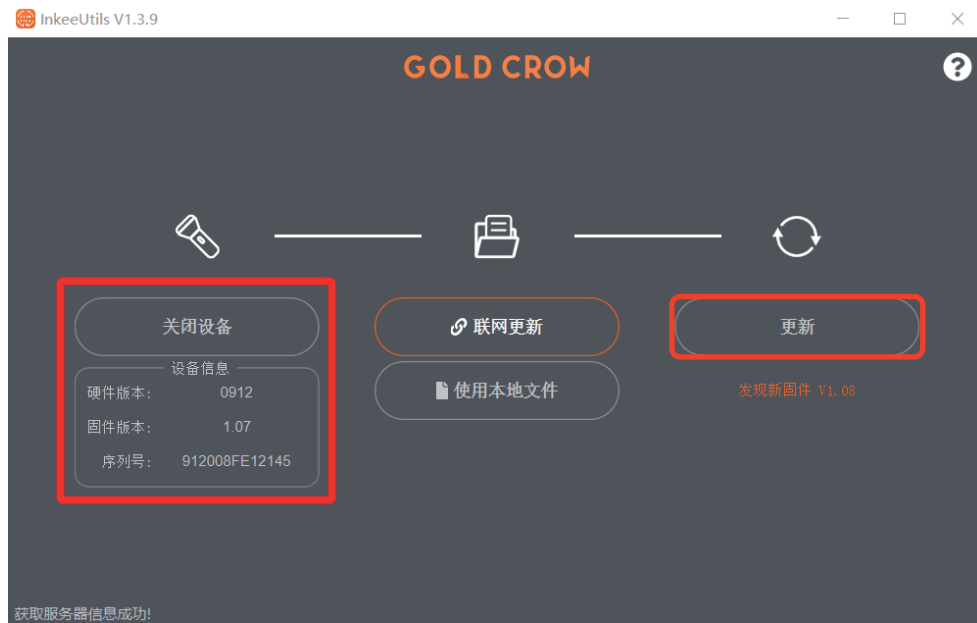 InkeeUtils V1.3.9
GOLD CROW
?
关闭设备
设备信息
硬件版本: 0912
固件版本: 1.07
序列号: 912008FE12145
联网更新
使用本地文件
更新
发现新固件 V1.08
获取服务器信息成功!